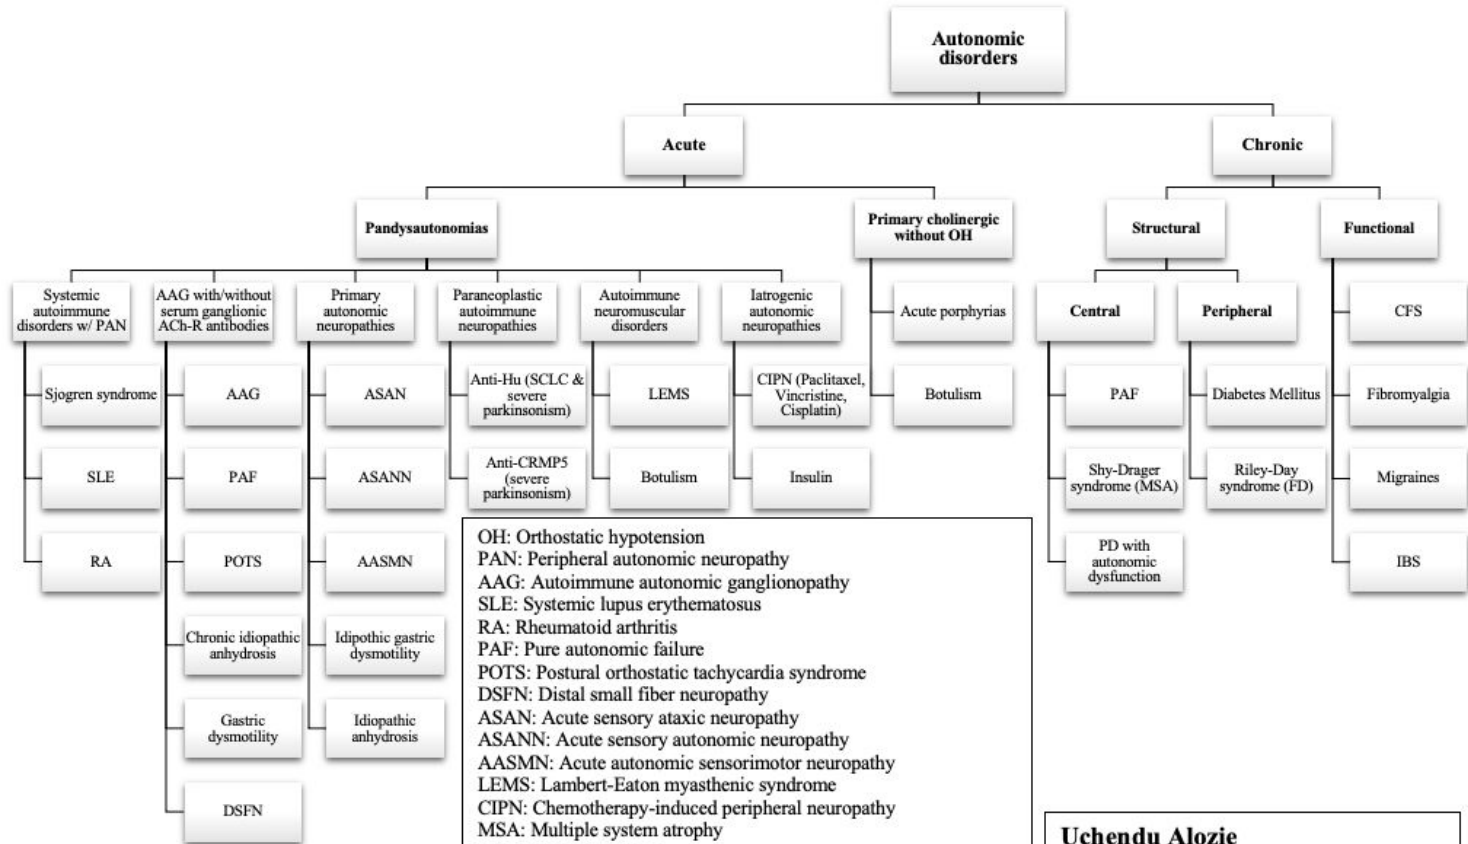 Autonomic
disorders
Acute
Chronic
Pandysautonomias
Primary cholinergic
without OH
Structural
Functional
Systemic
autoimmune
disorders w/ PAN
AAG with/without
serum ganglionic
ACh-R antibodies
Primary
autonomic
neuropathies
Paraneoplastic
autoimmune
neuropathies
Autoimmune
neuromuscular
disorders
Iatrogenic
autonomic
neuropathies
Acute porphyrias
Botulism
Central
Peripheral
CFS
Fibromyalgia
Migraines
IBS
Sjogren syndrome
SLE
RA
AAG
PAF
POTS
Chronic idiopathic
anhydrosis
Gastric
dysmotility
DSFN
ASAN
ASANN
AASMN
Idipothic gastric
dysmotility
Idiopathic
anhydrosis
Anti-Hu (SCLC &
severe
parkinsonism)
Anti-CRMP5
(severe
parkinsonism)
LEMS
Botulism
CIPN (Paclitaxel,
Vincristine,
Cisplatin)
Insulin
PAF
Shy-Drager
syndrome (MSA)
PD with
autonomic
dysfunction
Diabetes Mellitus
Riley-Day
syndrome (FD)
OH: Orthostatic hypotension
PAN: Peripheral autonomic neuropathy
AAG: Autoimmune autonomic ganglionopathy
SLE: Systemic lupus erythematosus
RA: Rheumatoid arthritis
PAF: Pure autonomic failure
POTS: Postural orthostatic tachycardia syndrome
DSFN: Distal small fiber neuropathy
ASAN: Acute sensory ataxic neuropathy
ASANN: Acute sensory autonomic neuropathy
AASMN: Acute autonomic sensorimotor neuropathy
LEMS: Lambert-Eaton myasthenic syndrome
CIPN: Chemotherapy-induced peripheral neuropathy
MSA: Multiple system atrophy
Uchendu Alozie